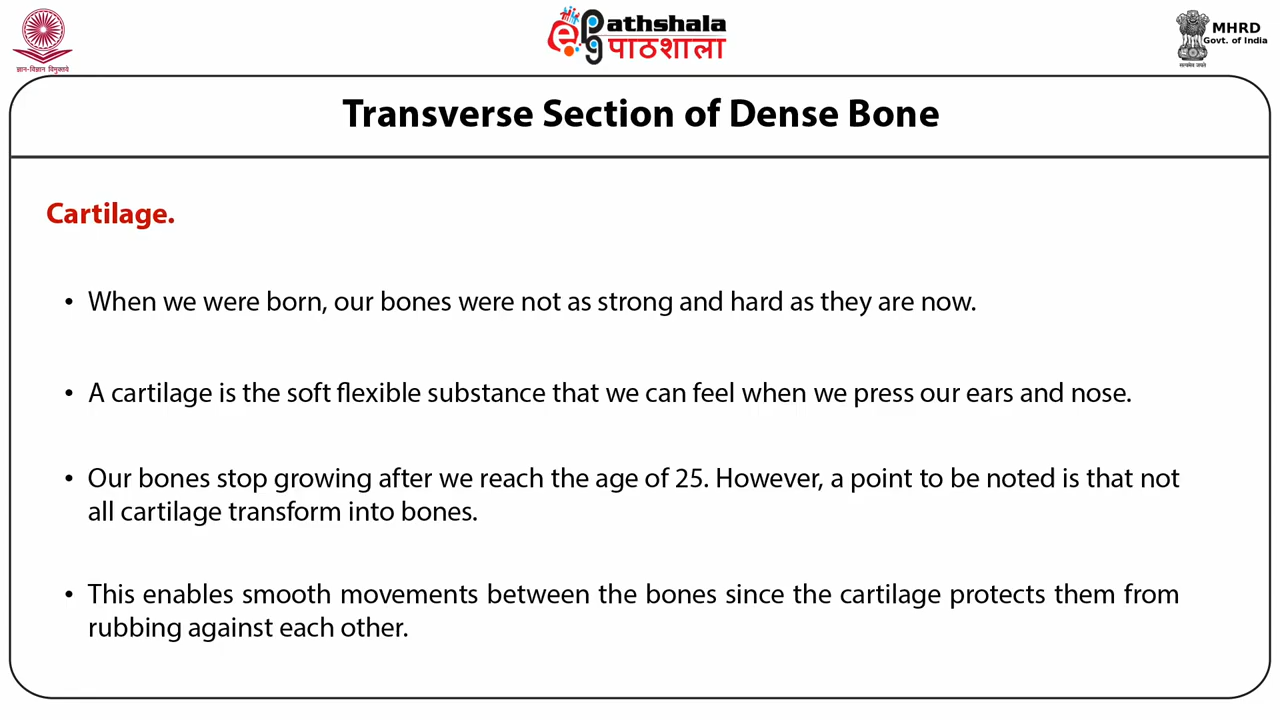 ज्ञान-विज्ञान विमुक्तये
ePathshala
पाठशाला
MHRD
Govt. of India
सत्यमेव जयते
Transverse Section of Dense Bone
Cartilage.
• When we were born, our bones were not as strong and hard as they are now.
• A cartilage is the soft flexible substance that we can feel when we press our ears and nose.
• Our bones stop growing after we reach the age of 25. However, a point to be noted is that not
all cartilage transform into bones.
• This enables smooth movements between the bones since the cartilage protects them from
rubbing against each other.